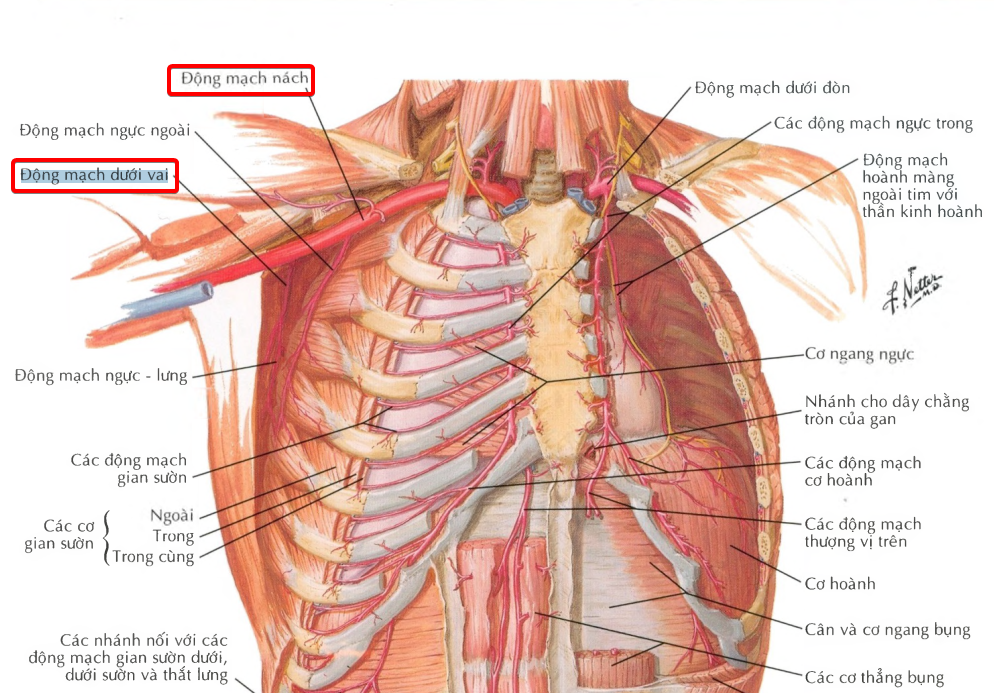 Động mạch nách
Động mạch ngực ngoài
Động mạch dưới vai
Động mạch ngực - lưng
Các động mạch
gian sườn
Các cơ
gian sườn
Ngoài
Trong
Trong cùng
Các nhánh nối với các
động mạch gian sườn dưới,
dưới sườn và thắt lưng
Động mạch dưới đòn
Các động mạch ngực trong
Động mạch
hoành màng
ngoài tim với
thần kinh hoành
F. Netter
M.D.
Cơ ngang ngực
Nhánh cho dây chằng
tròn của gan
Các động mạch
cơ hoành
Các động mạch
thượng vị trên
Cơ hoành
Cân và cơ ngang bụng
Các cơ thẳng bụng